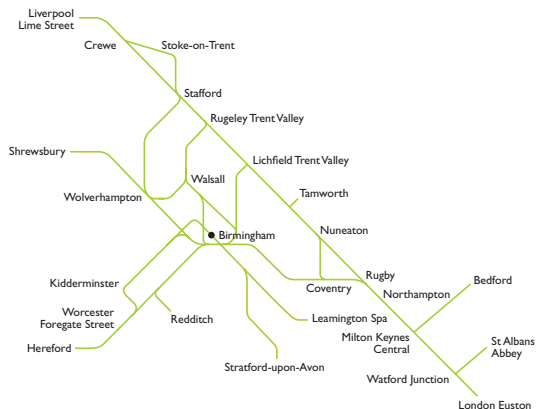 Liverpool
Lime Street
Crewe
Stoke-on-Trent
Stafford
Rugeley Trent Valley
Shrewsbury
Lichfield Trent Valley
Walsall
Wolverhampton
Tamworth
Nuneaton
Birmingham
Rugby
Kidderminster
Coventry
Bedford
Northampton
Worcester
Foregate Street
Redditch
Leamington Spa
Milton Keynes
Central
Hereford
St Albans
Abbey
Stratford-upon-Avon
Watford Junction
London Euston